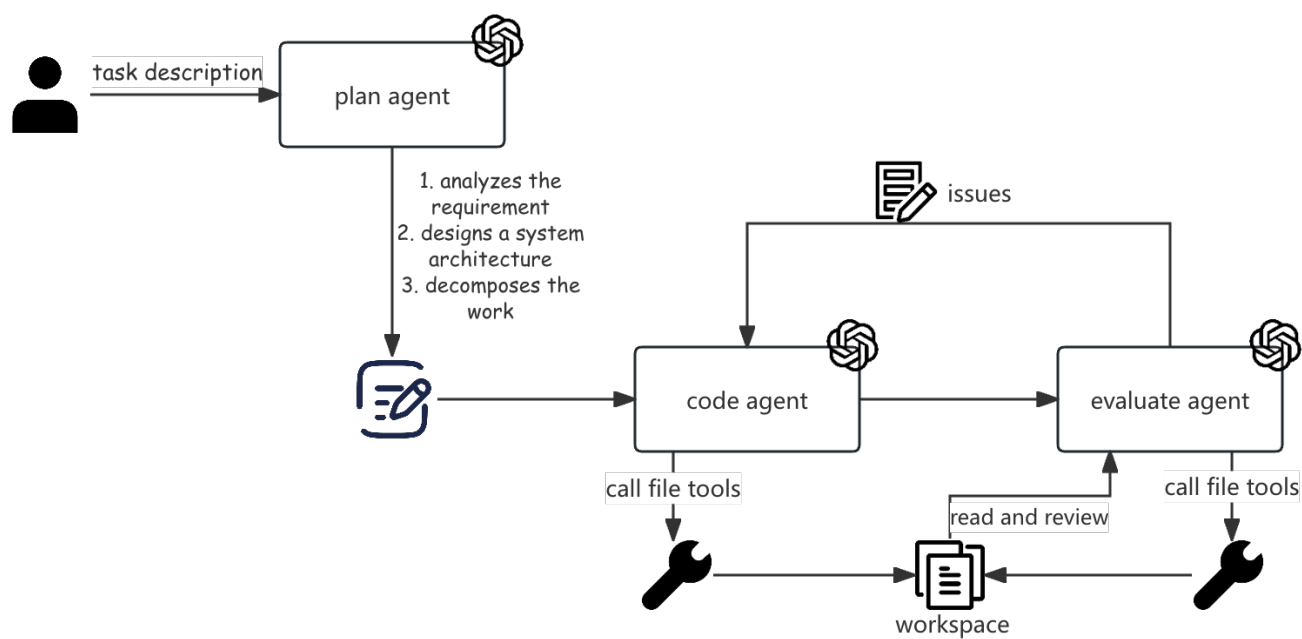 task description
plan agent
1. analyzes the
requirement
2. designs a system
architecture
3. decomposes the
work
issues
code agent
evaluate agent
call file tools
call file tools
read and review
workspace